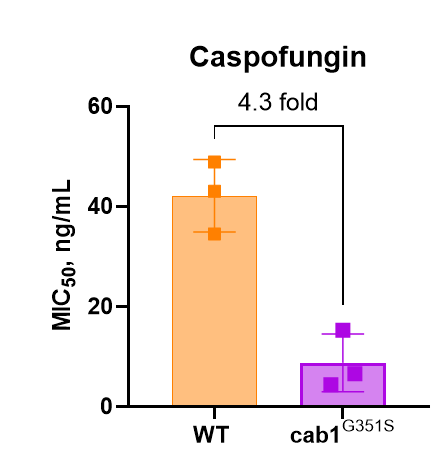 Caspofungin
4.3 fold
MIC50, ng/mL
60
40
20
0
WT
cab1G351S